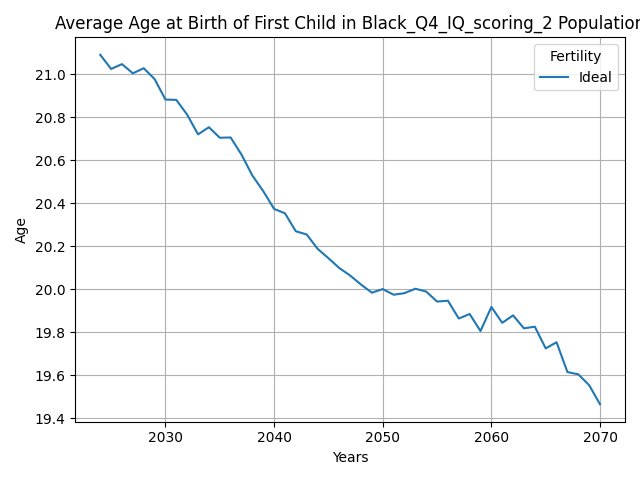 Average Age at Birth of First Child in Black_Q4_IQ_scoring_2 Population
Fertility
Ideal
21.0
20.8
20.6
20.4
20.2
20.0
19.8
19.6
19.4
Age
2030
2040
2050
2060
2070
Years